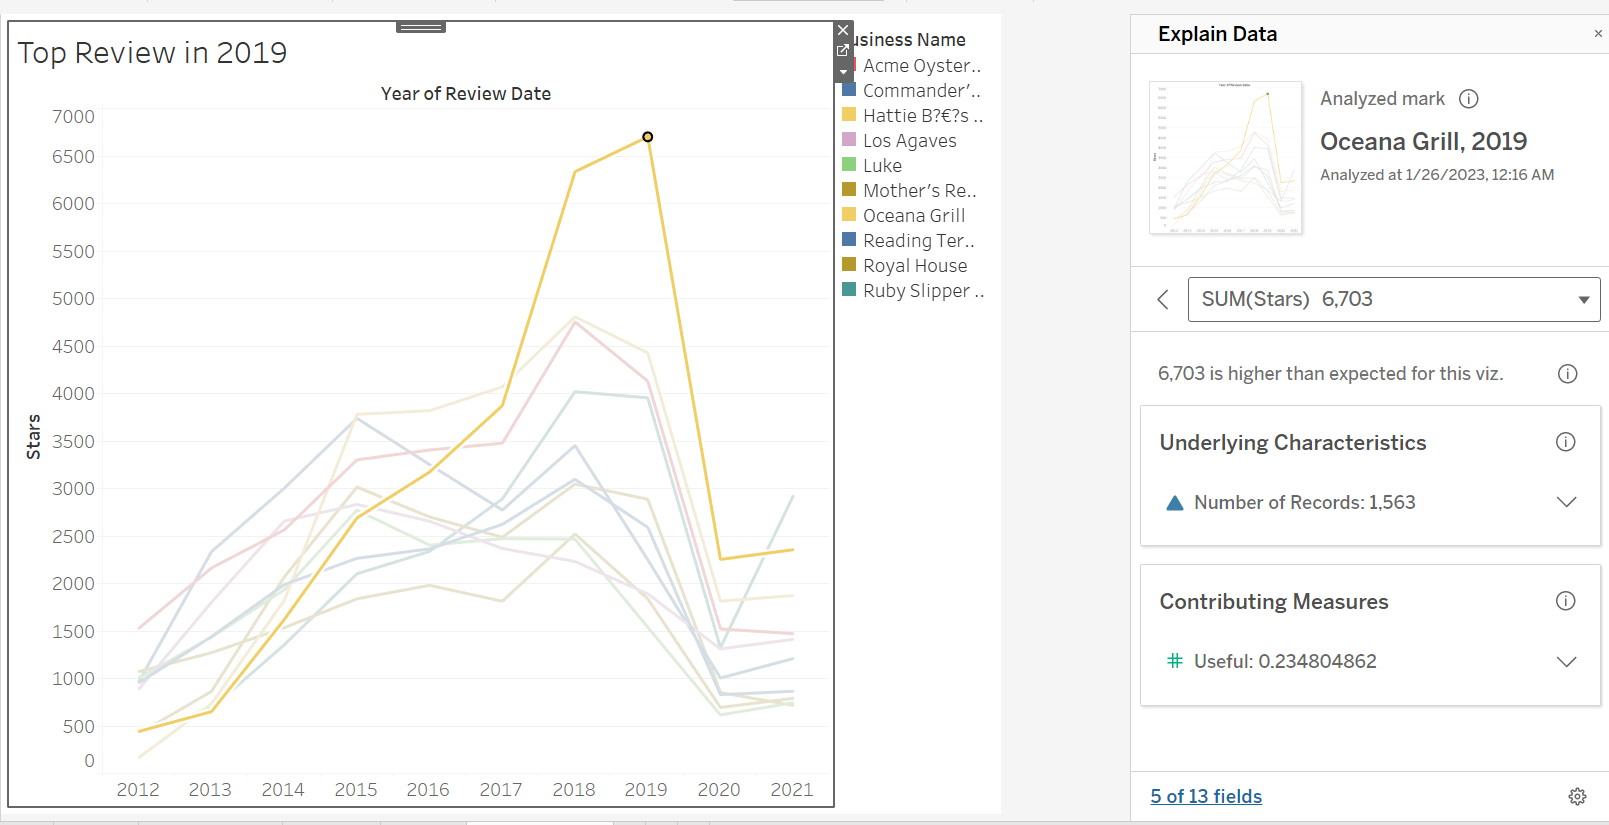 Top Review in 2019
Year of Review Date
7000
6500
6000
5500
5000
4500
4000
3500
3000
2500
2000
1500
1000
500
0
Stars
2012 2013 2014 2015 2016 2017 2018 2019 2020 2021
usiness Name
Acme Oyster..
Commander’..
Hattie B?€?s ..
Los Agaves
Luke
Mother’s Re..
Oceana Grill
Reading Ter..
Royal House
Ruby Slipper ..
Explain Data
Analyzed mark
Oceana Grill, 2019
Analyzed at 1/26/2023, 12:16 AM
SUM(Stars) 6,703
6,703 is higher than expected for this viz.
Underlying Characteristics
Number of Records: 1,563
Contributing Measures
# Useful: 0.234804862
5 of 13 fields